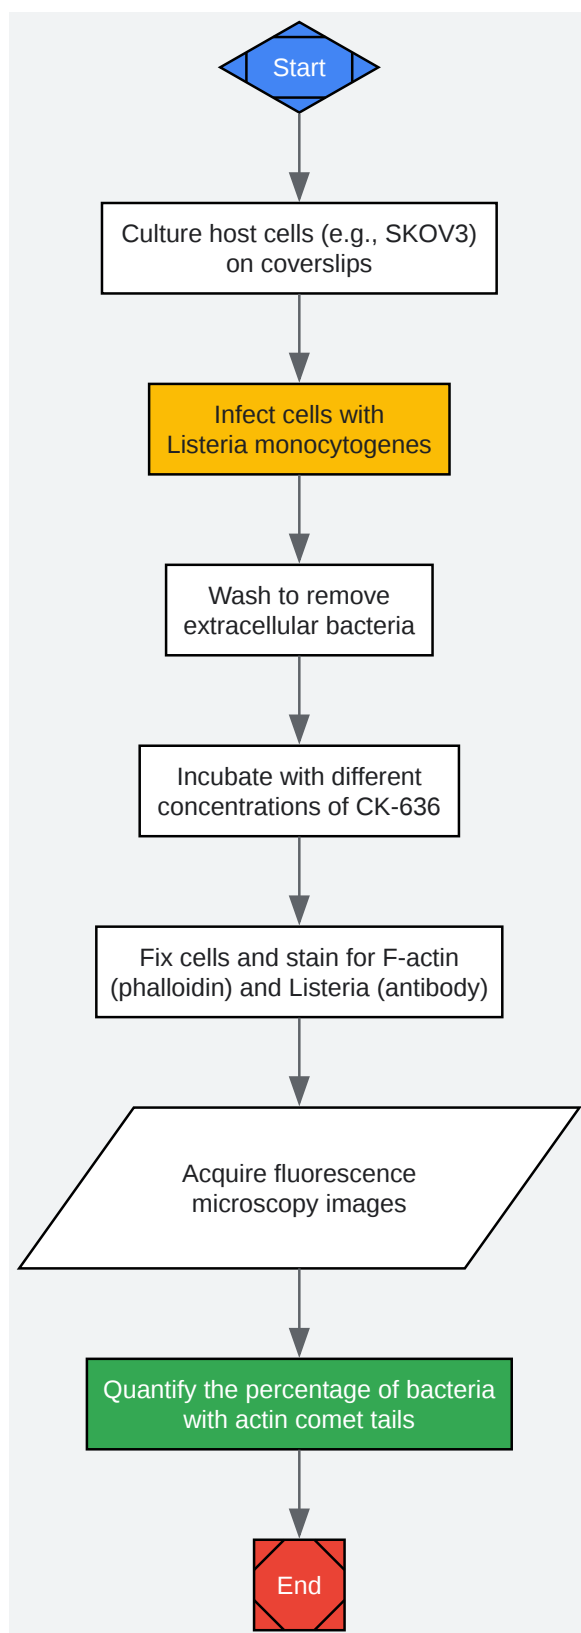 Start
Culture host cells (e.g., SKOV3)
on coverslips
Infect cells with
Listeria monocytogenes
Wash to remove
extracellular bacteria
Incubate with different
concentrations of CK-636
Fix cells and stain for F-actin
(phalloidin) and Listeria (antibody)
Acquire fluorescence
microscopy images
Quantify the percentage of bacteria
with actin comet tails
End